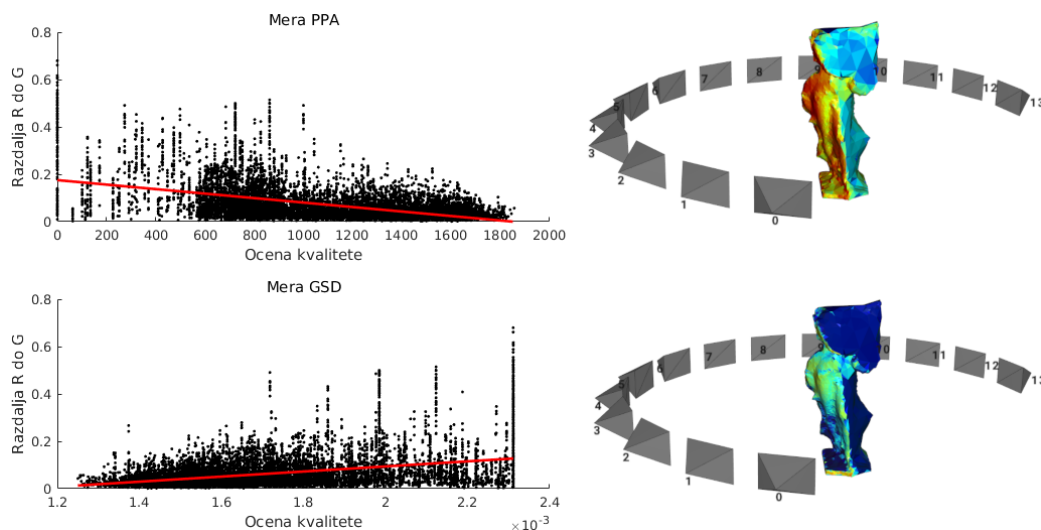 Mera PPA
Razdalja R do G
0.8
0.6
0.4
0.2
0
0 200 400 600 800 1000 1200 1400 1600 1800 2000
Ocena kvalitete
0 1 2 3 4 5 6 7 8 9 10 11 12 13
Mera GSD
Razdalja R do G
0.8
0.6
0.4
0.2
0
1.2 1.4 1.6 1.8 2 2.2 2.4
×10⁻³
Ocena kvalitete
0 1 2 3 4 5 6 7 8 9 10 11 12 13